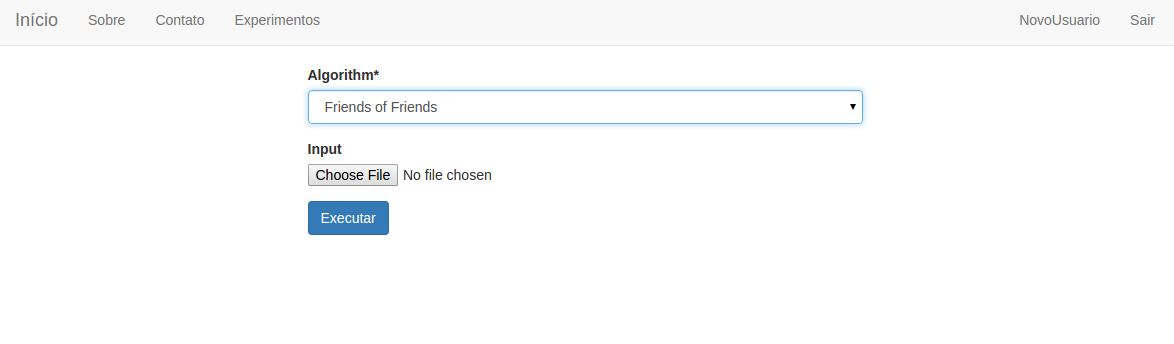 Início Sobre Contato Experimentos NovoUsuario Sair
Algorithm*
Friends of Friends
Input
Choose File No file chosen
Executar